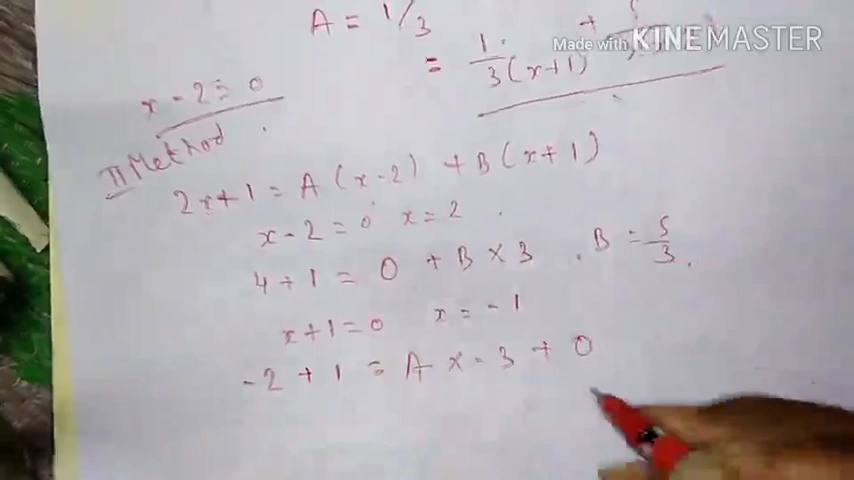 A = 1/3
Made with KINEMASTER
= 1/3(x+1) +
x - 2 = 0
II Method
2x+1 = A(x-2) + B(x+1)
x - 2 = 0 x = 2
4+1 = 0 + B × 3 . B = 5/3 .
x+1=0 x = -1
-2 + 1 = A × -3 + 0